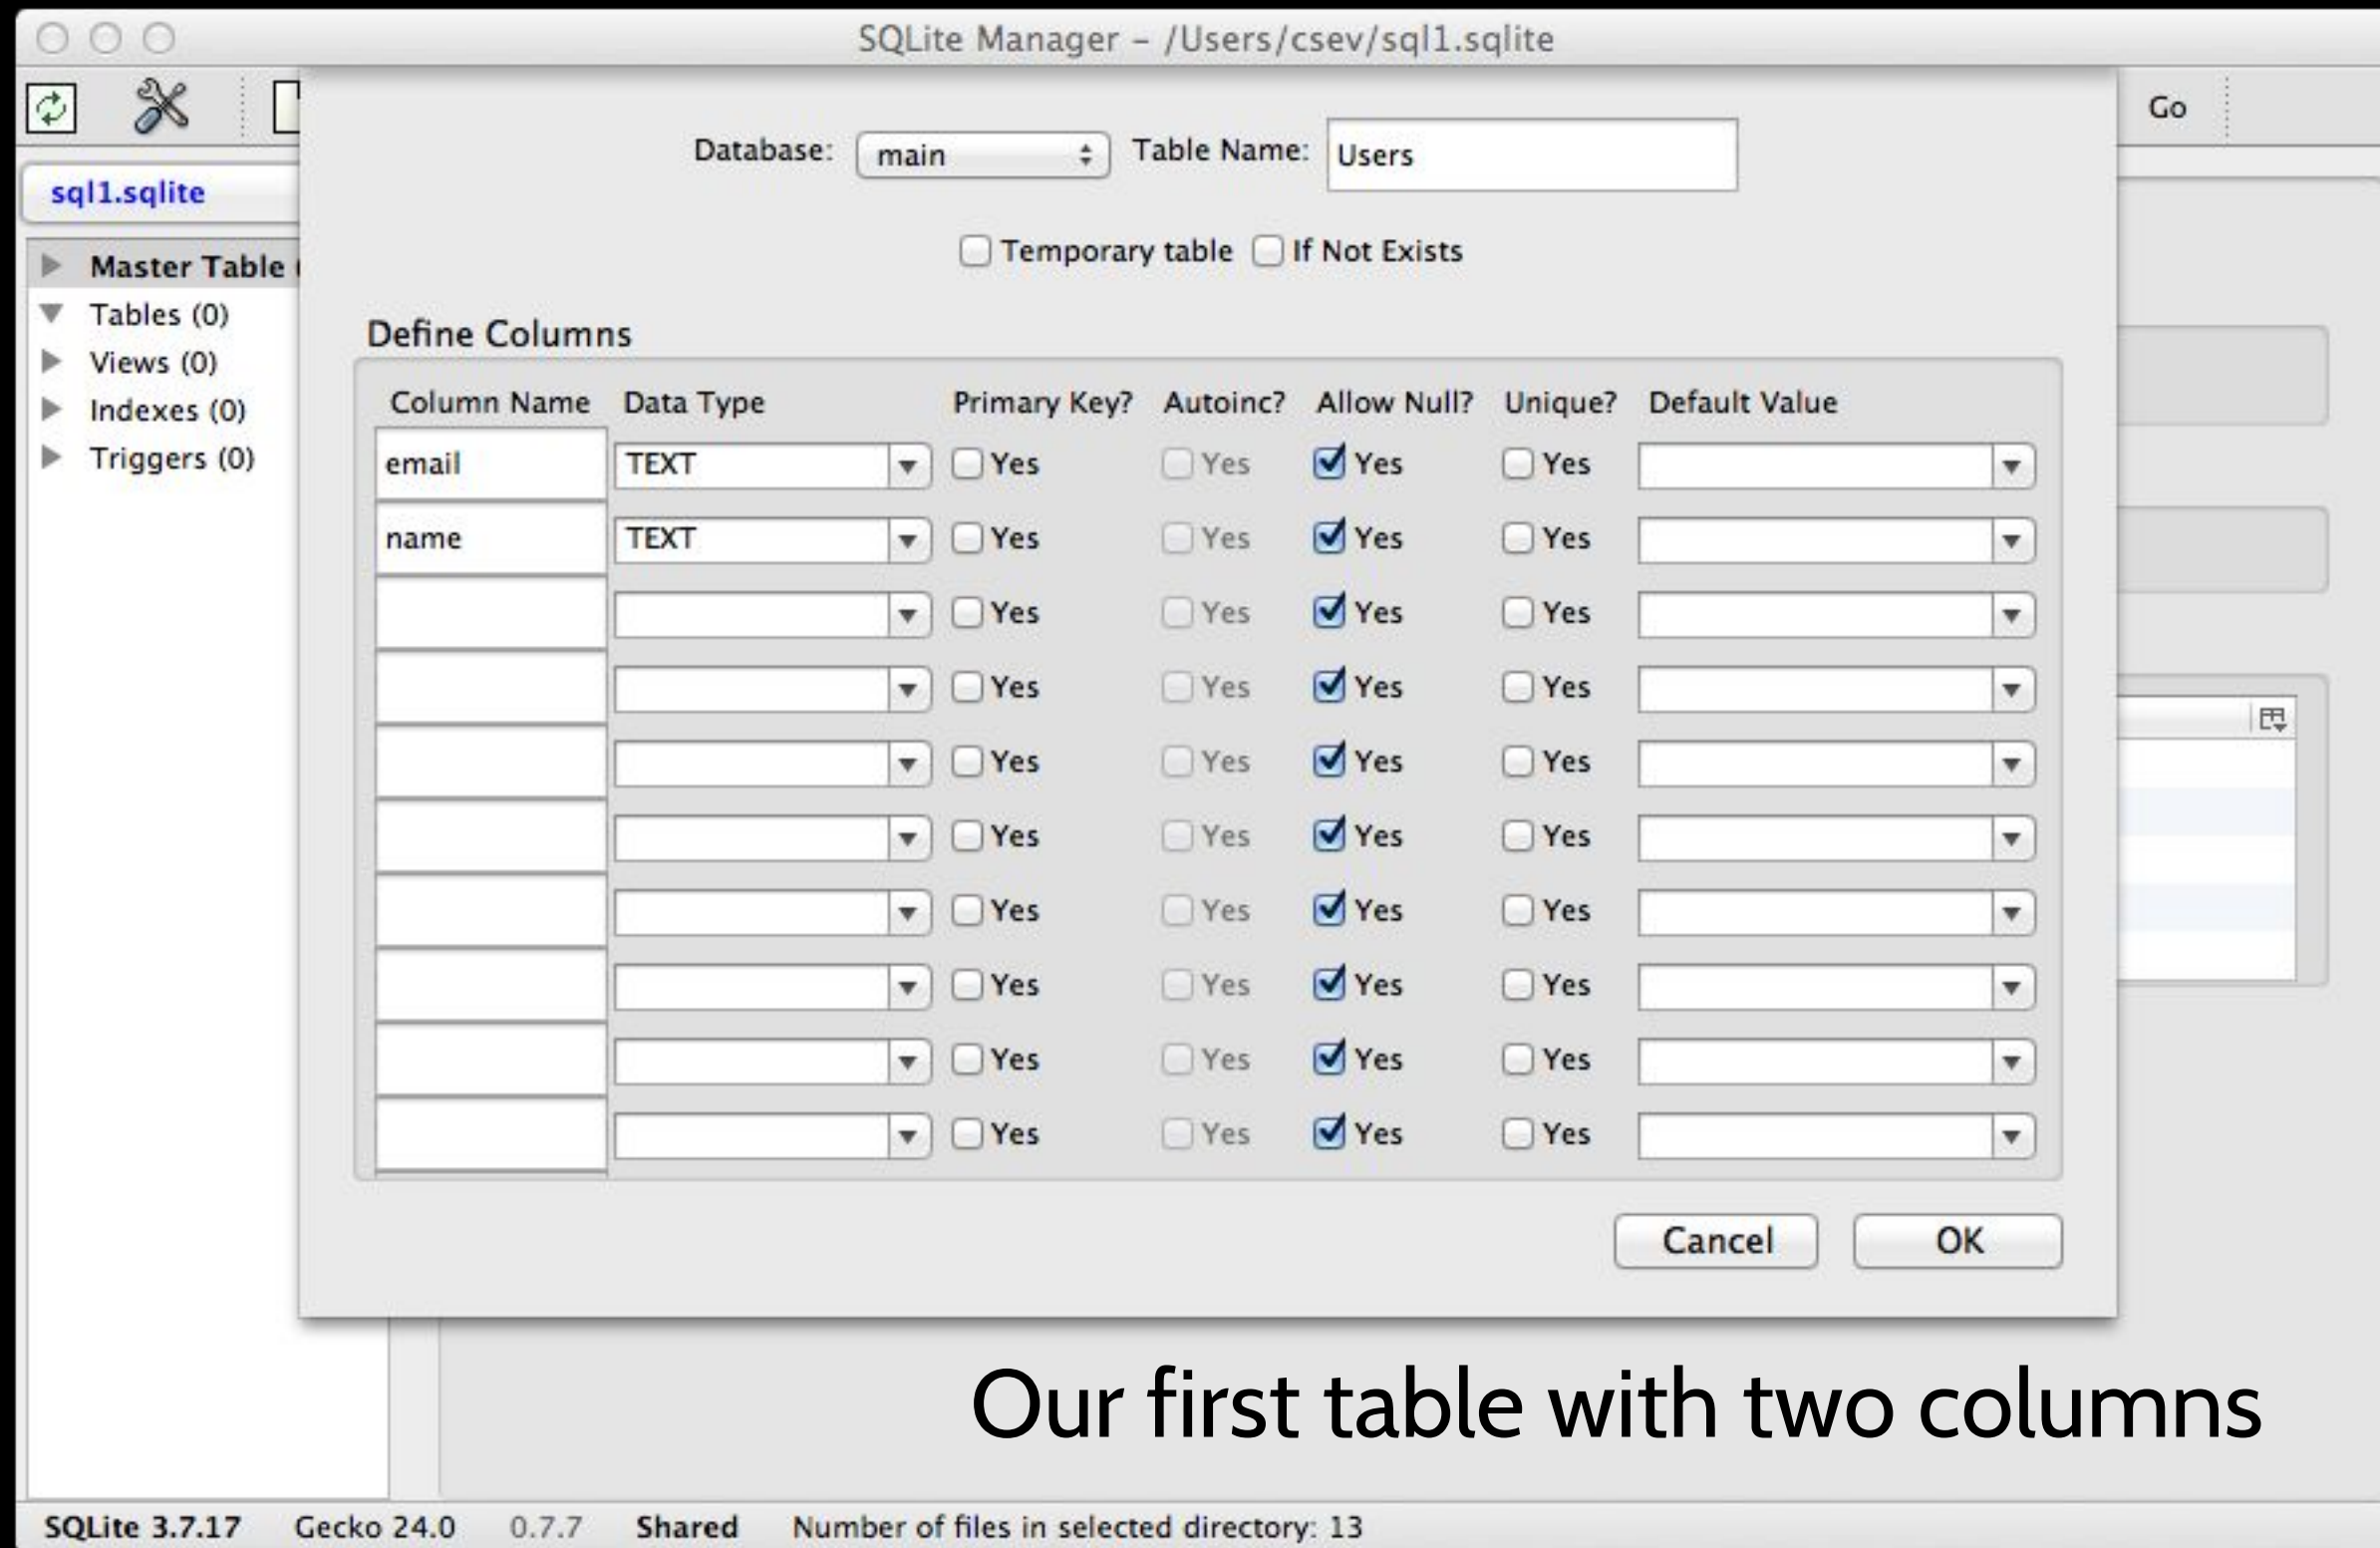 SQLite Manager – /Users/csev/sql1.sqlite
Go
sql1.sqlite
Master Table
Tables (0)
Views (0)
Indexes (0)
Triggers (0)
Database: main Table Name: Users
Temporary table If Not Exists
Define Columns
Column Name Data Type Primary Key? Autoinc? Allow Null? Unique? Default Value
email TEXT Yes Yes Yes Yes
name TEXT Yes Yes Yes Yes
Yes Yes Yes Yes
Yes Yes Yes Yes
Yes Yes Yes Yes
Yes Yes Yes Yes
Yes Yes Yes Yes
Yes Yes Yes Yes
Yes Yes Yes Yes
Yes Yes Yes Yes
Cancel OK
Our first table with two columns
SQLite 3.7.17 Gecko 24.0 0.7.7 Shared Number of files in selected directory: 13